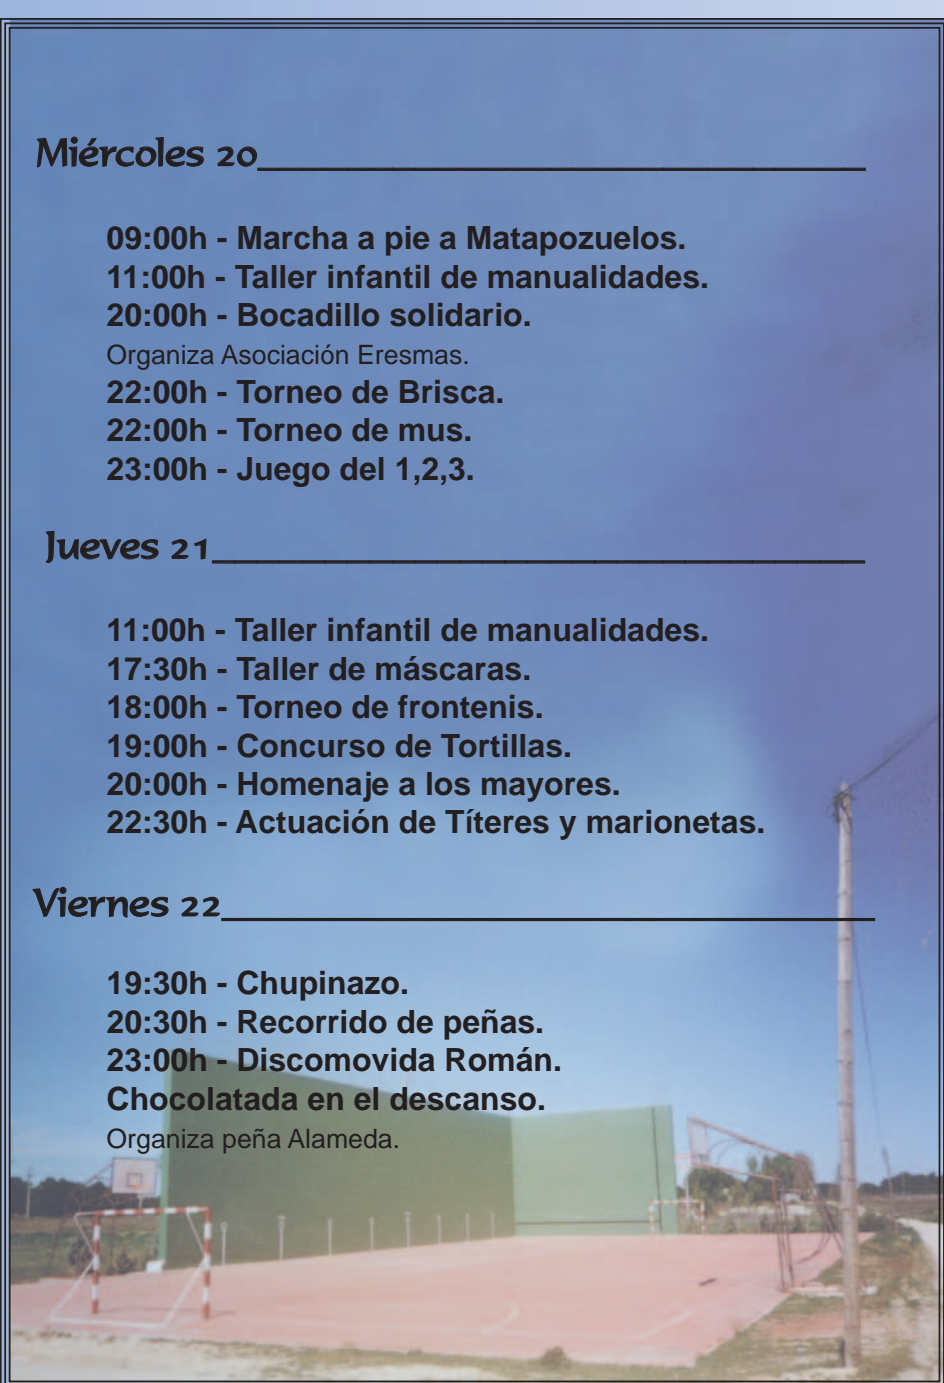 Miércoles 20
09:00h - Marcha a pie a Matapozuelos.
11:00h - Taller infantil de manualidades.
20:00h - Bocadillo solidario.
Organiza Asociación Eresmas.
22:00h - Torneo de Brisca.
22:00h - Torneo de mus.
23:00h - Juego del 1,2,3.
Jueves 21
11:00h - Taller infantil de manualidades.
17:30h - Taller de máscaras.
18:00h - Torneo de frontenis.
19:00h - Concurso de Tortillas.
20:00h - Homenaje a los mayores.
22:30h - Actuación de Títeres y marionetas.
Viernes 22
19:30h - Chupinazo.
20:30h - Recorrido de peñas.
23:00h - Discomovida Román.
Chocolatada en el descanso.
Organiza peña Alameda.